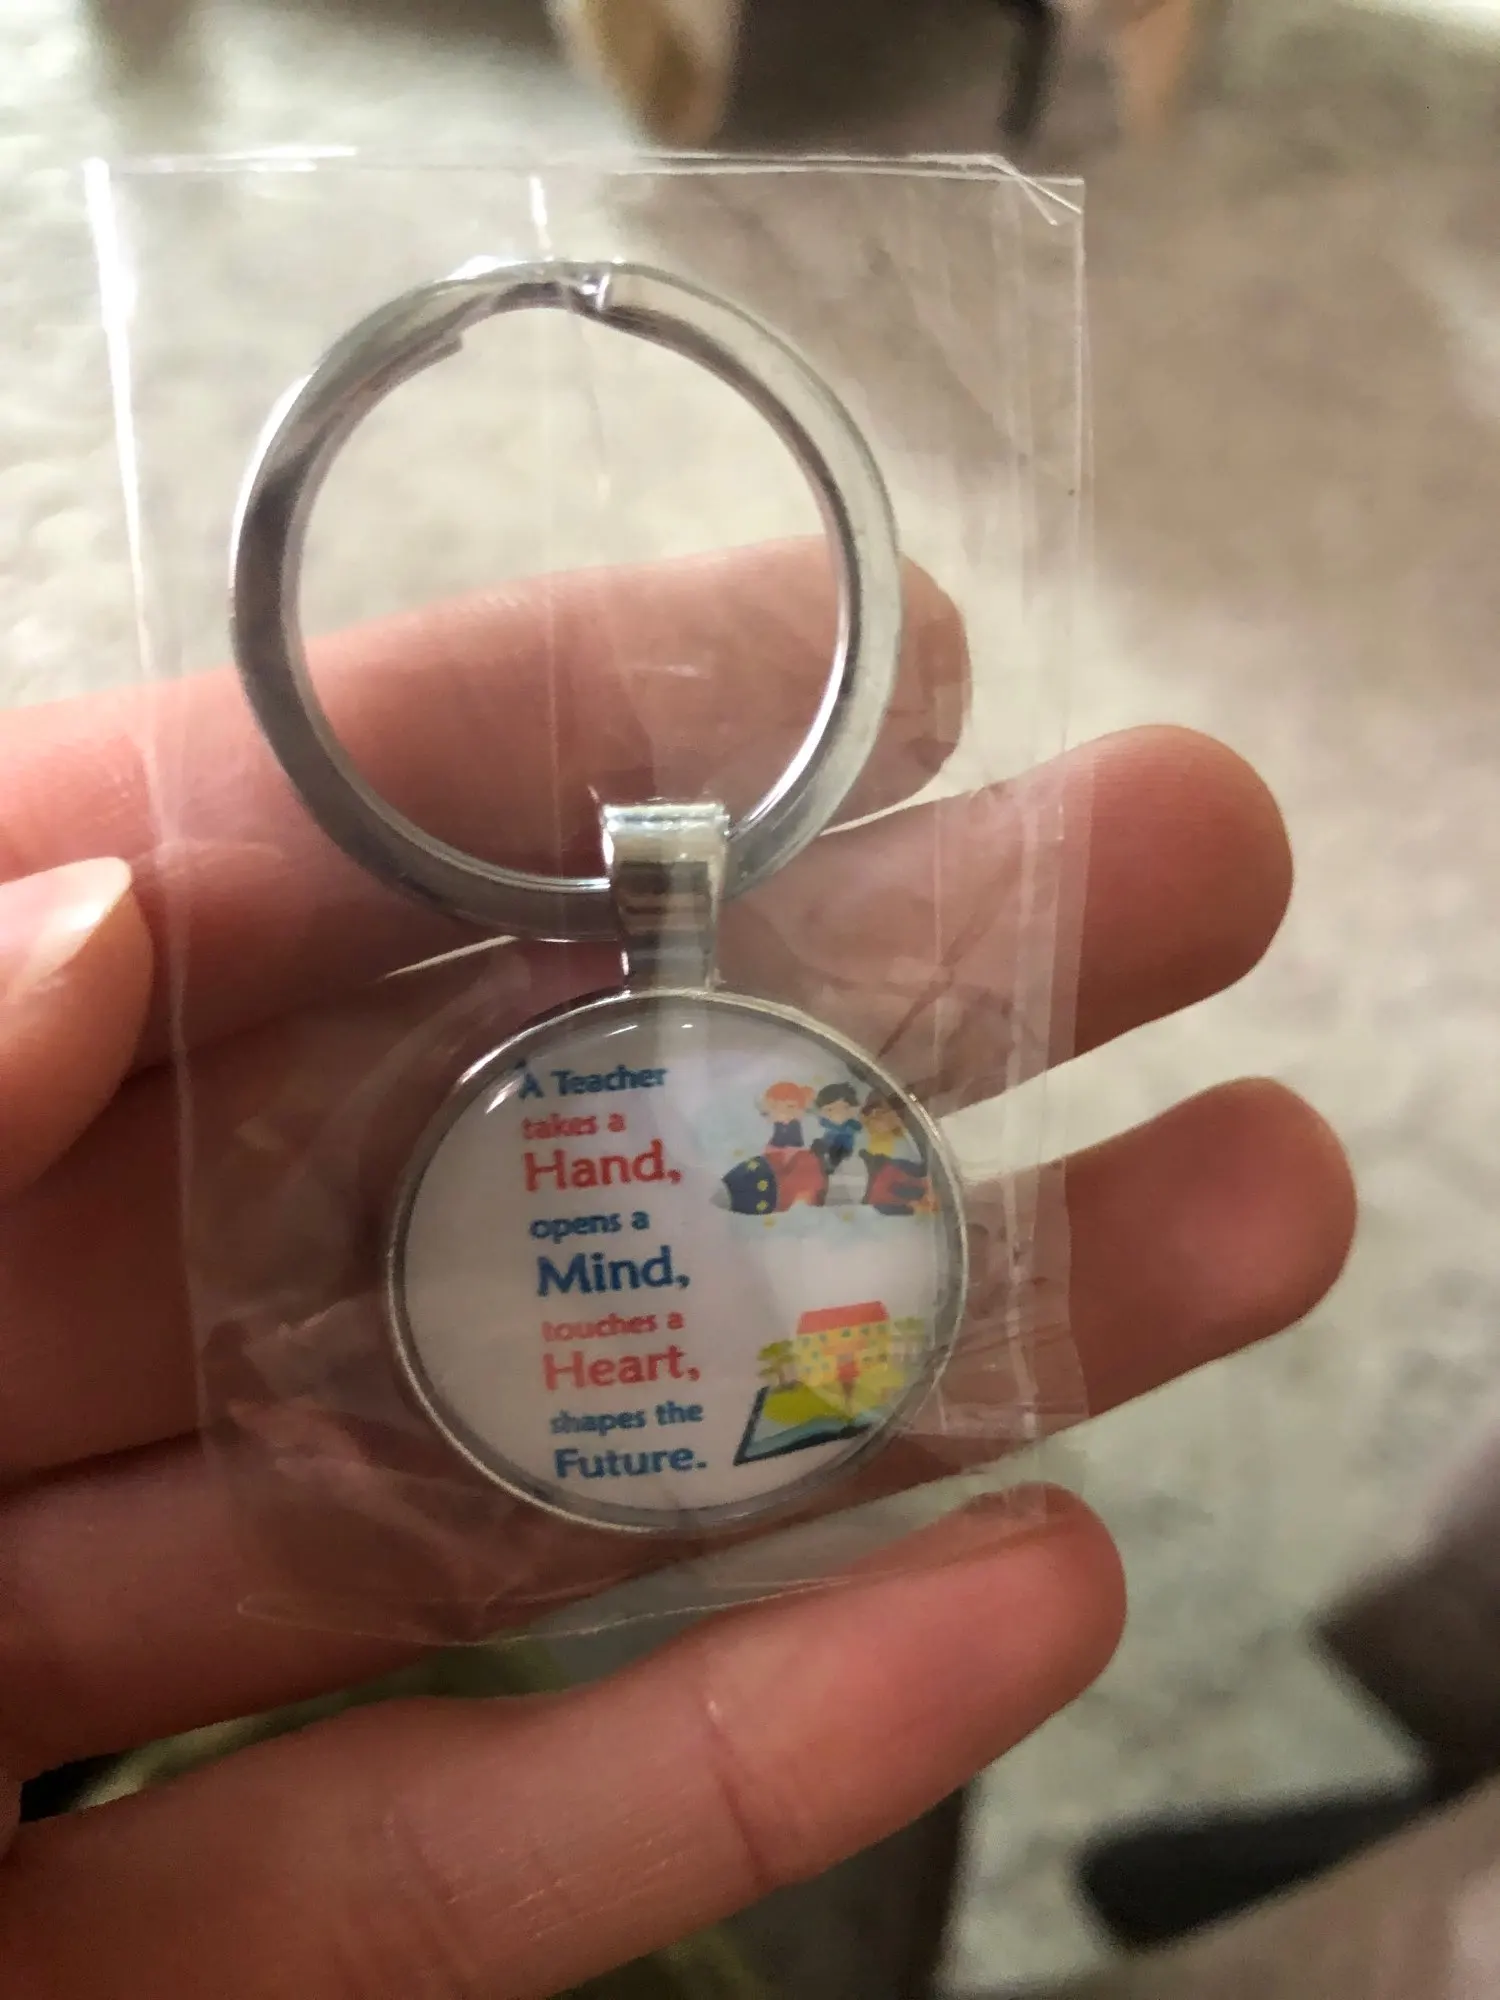 A Teacher
takes a
Hand,
opens a
Mind,
touches a
Heart,
shapes the
Future.